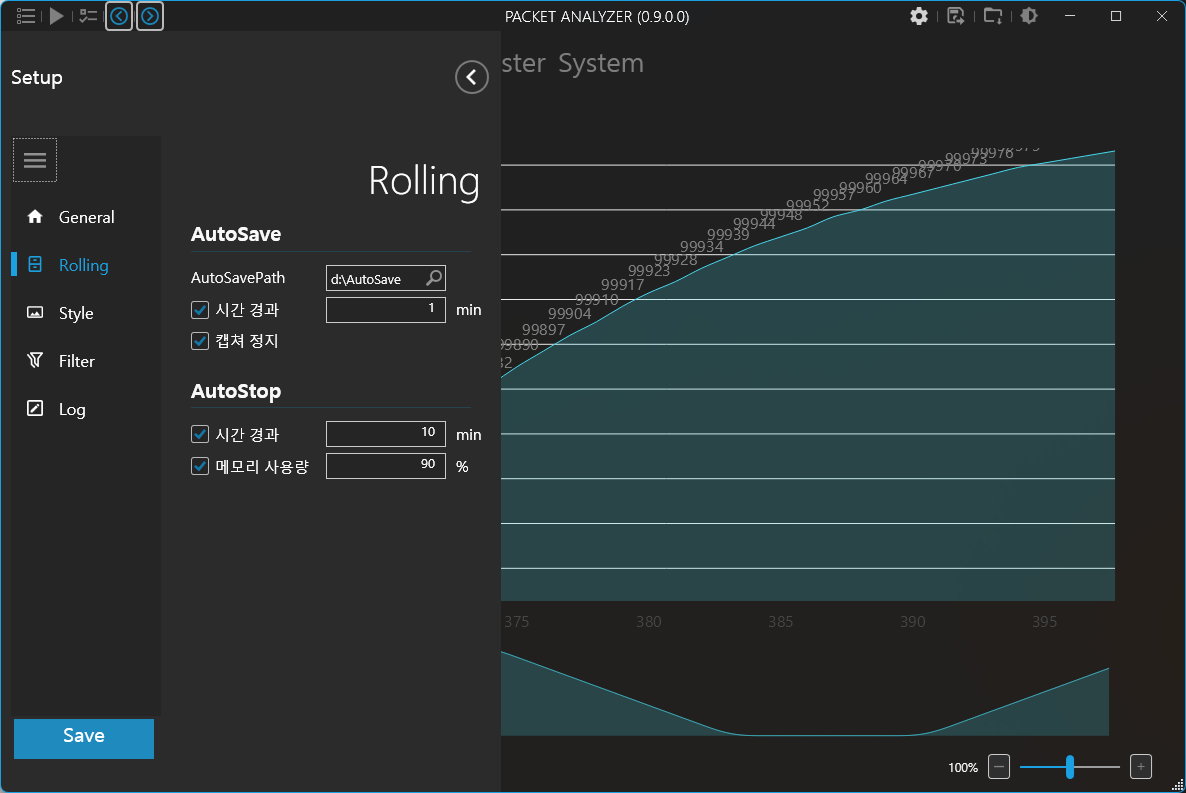 PACKET ANALYZER (0.9.0.0)
Setup
ster System
Rolling
General
Rolling
Style
Filter
Log
Save
AutoSave
AutoSavePath d:\AutoSave
시간 경과 1 min
캡쳐 정지
AutoStop
시간 경과 10 min
메모리 사용량 90 %
99976
99973
99970
99967
99964
99960
99957
99952
99948
99944
99939
99934
99928
99923
99917
99910
99904
99897
99890
32
375 380 385 390 395
100%